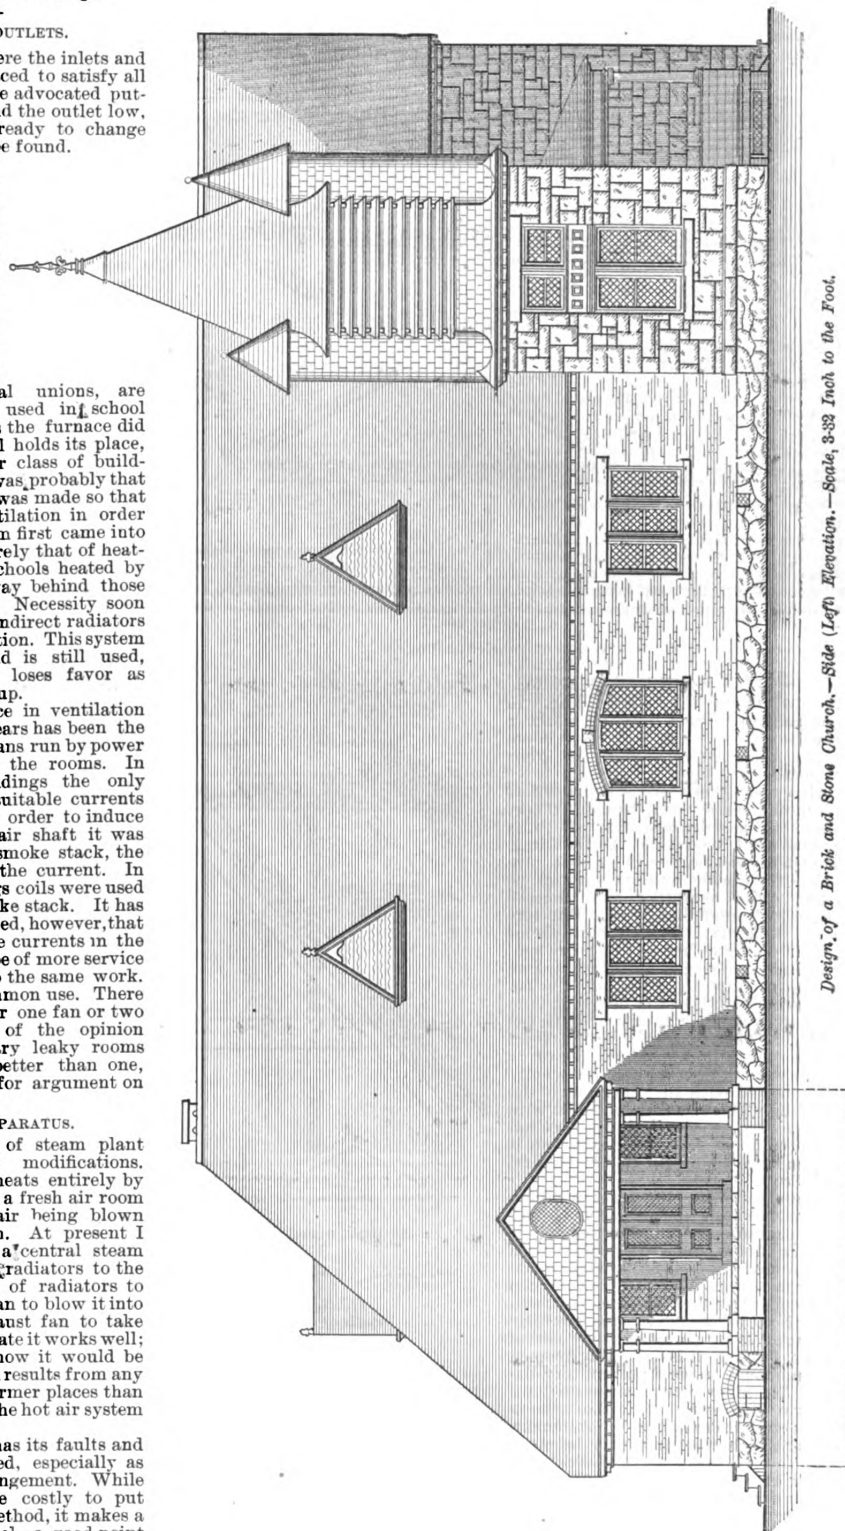 OUTLETS.
ere the inlets and
ced to satisfy all
e advocated put-
d the outlet low,
ready to change
e found.
al unions, are
used in school
the furnace did
l holds its place,
r class of build-
was probably that
was made so that
tilation in order
n first came into
rely that of heat-
chools heated by
ay behind those
Necessity soon
ndirect radiators
tion. This system
d is still used,
loses favor as
up.
ce in ventilation
ears has been the
ans run by power
the rooms. In
dings the only
suitable currents
order to induce
air shaft it was
smoke stack, the
the current. In
rs coils were used
ke stack. It has
ed, however, that
e currents in the
be of more service
o the same work.
mmon use. There
r one fan or two
of the opinion
ry leaky rooms
better than one,
for argument on
PARATUS.
of steam plant
modifications.
heats entirely by
a fresh air room
air being blown
n. At present I
a central steam
radiators to the
of radiators to
an to blow it into
aust fan to take
ate it works well;
now it would be
results from any
rmer places than
he hot air system
has its faults and
ed, especially as
ngement. While
e costly to put
ethod, it makes a
Design of a Brick and Stone Church.—Side (Left) Elevation.—Scale, 3-32 Inch to the Foot.